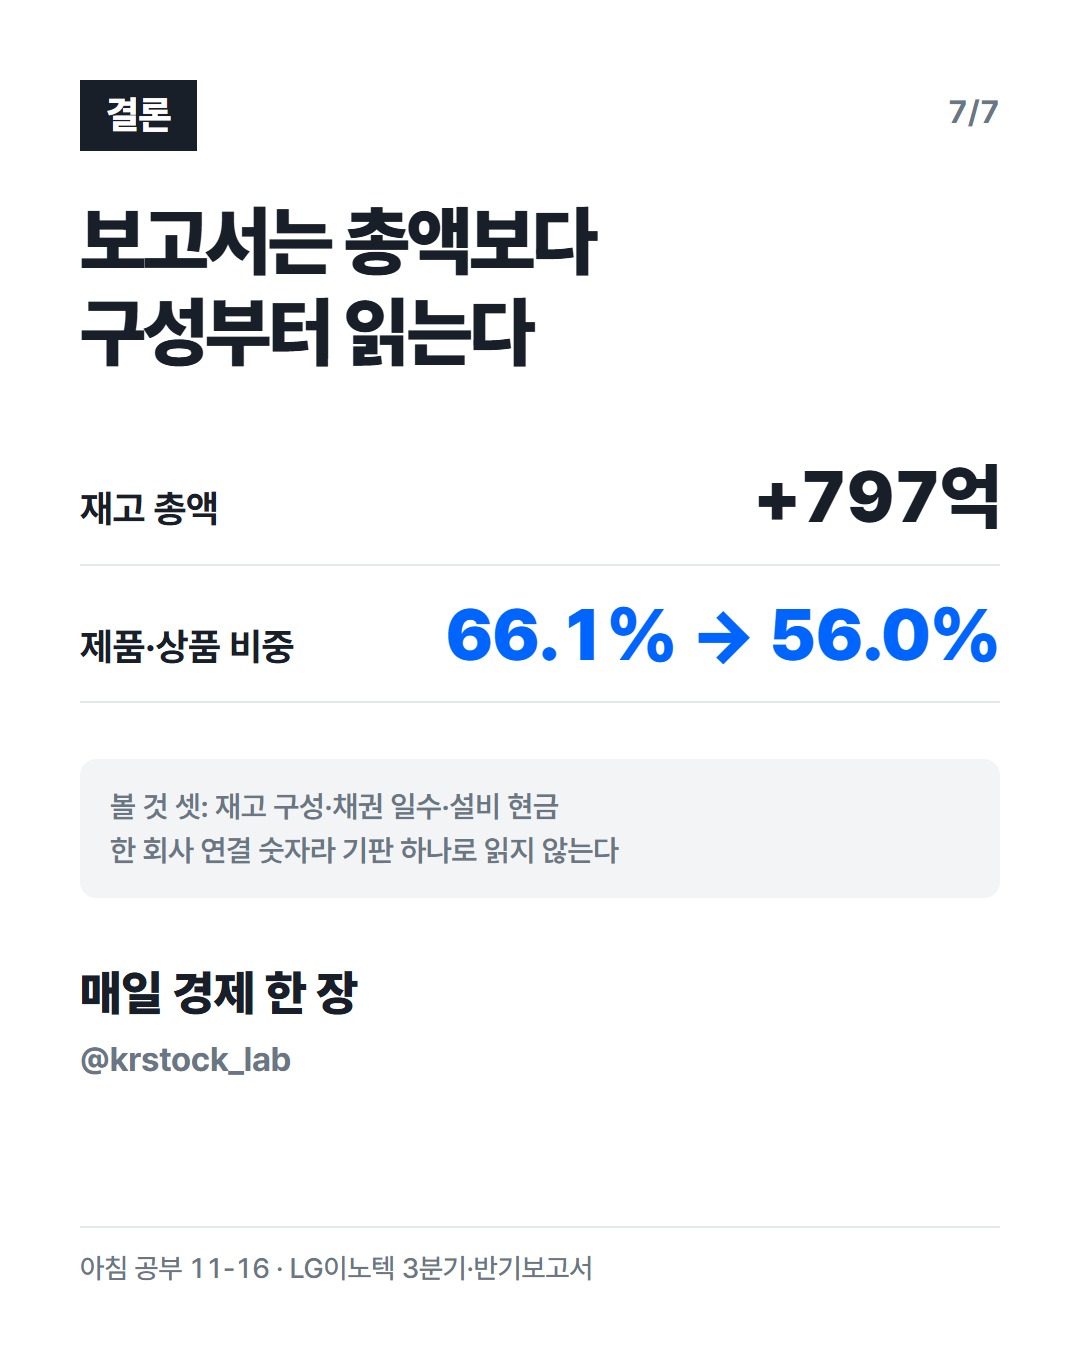 결론
7/7
보고서는 총액보다
구성부터 읽는다
재고 총액
+797억
제품·상품 비중
66.1% → 56.0%
볼 것 셋: 재고 구성·채권 일수·설비 현금
한 회사 연결 숫자라 기판 하나로 읽지 않는다
매일 경제 한 장
@krstock_lab
아침 공부 11-16 · LG이노텍 3분기·반기보고서